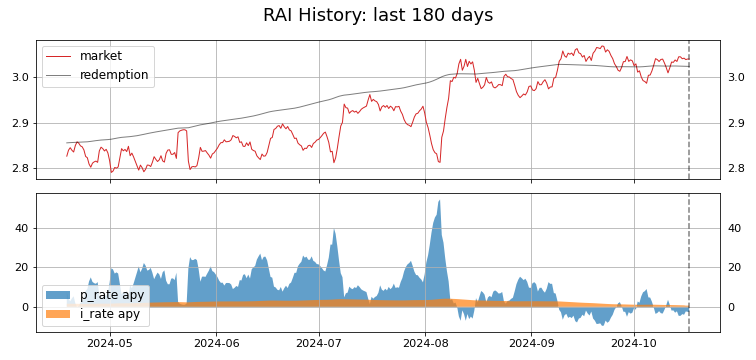 RAI History: last 180 days
market
redemption
3.0
2.9
2.8
3.0
2.9
2.8
40
20
0
40
20
0
p_rate apy
i_rate apy
2024-05 2024-06 2024-07 2024-08 2024-09 2024-10